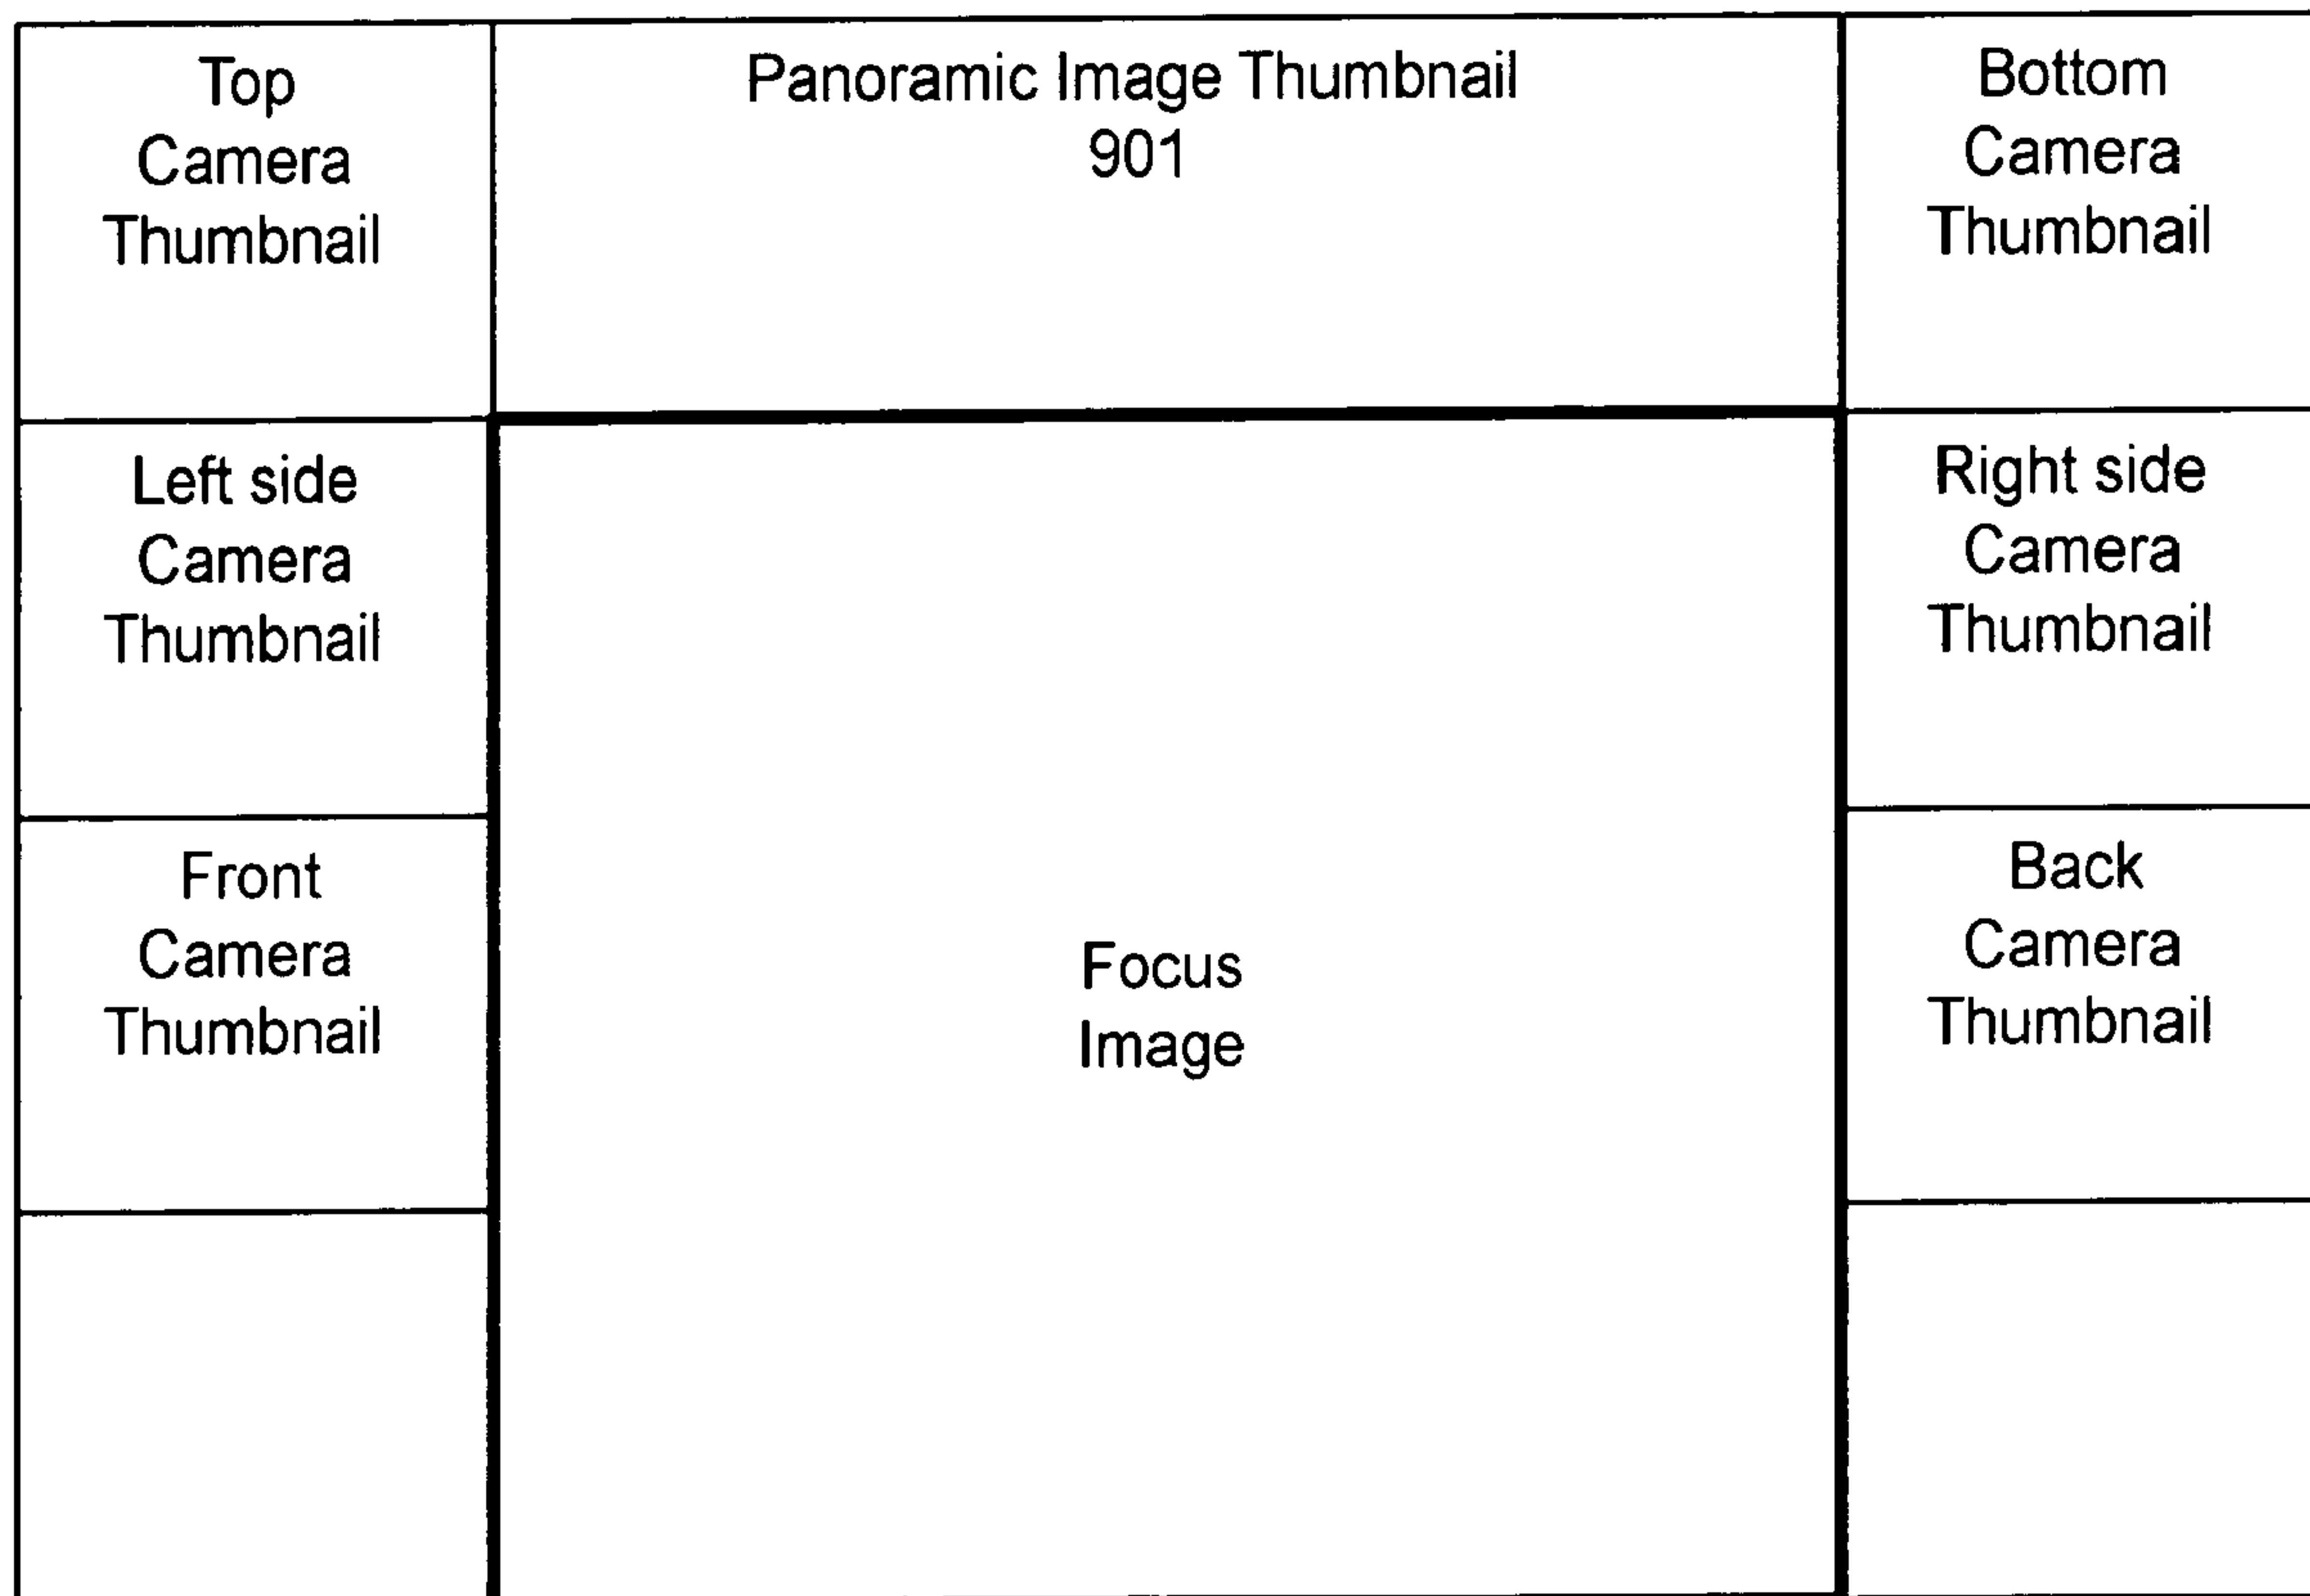 Top
Camera
Thumbnail
Panoramic Image Thumbnail
901
Bottom
Camera
Thumbnail
Left side
Camera
Thumbnail
Right side
Camera
Thumbnail
Front
Camera
Thumbnail
Focus
Image
Back
Camera
Thumbnail